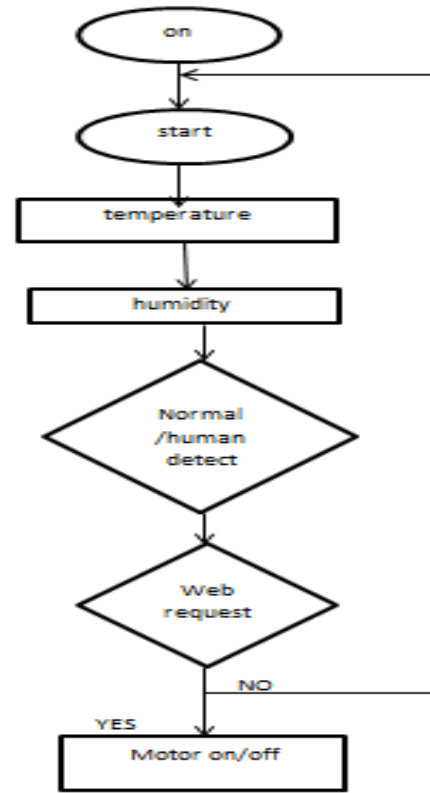 on
start
temperature
humidity
Normal
/human
detect
Web
request
NO
YES
Motor on/off